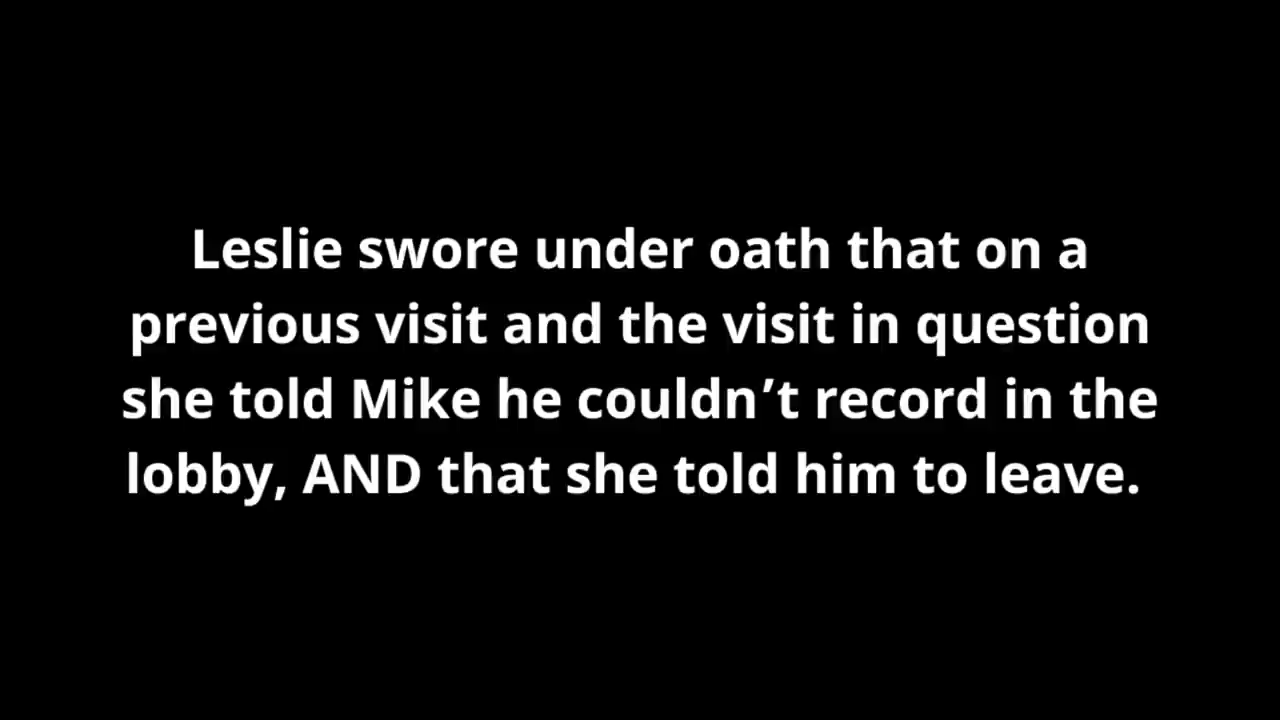 Leslie swore under oath that on a
previous visit and the visit in question
she told Mike he couldn’t record in the
lobby, AND that she told him to leave.